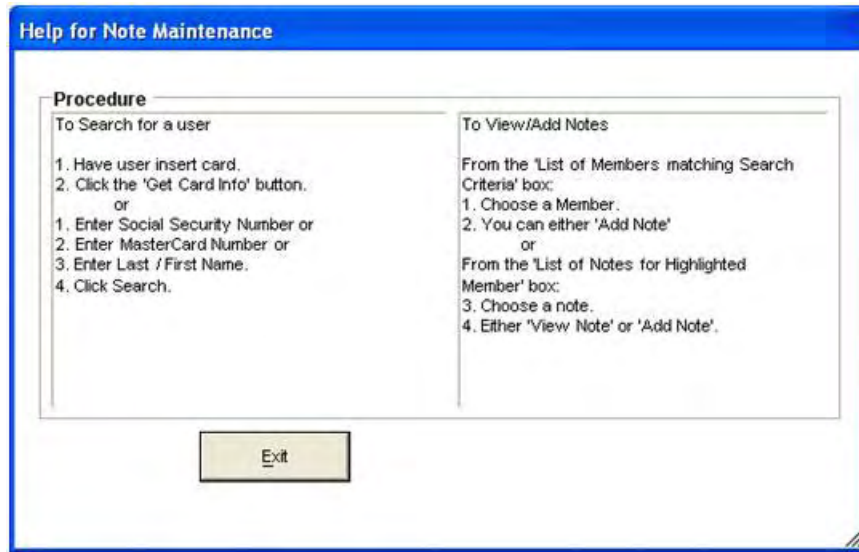 Help for Note Maintenance
Procedure
To Search for a user
1. Have user insert card.
2. Click the 'Get Card Info' button.
or
1. Enter Social Security Number or
2. Enter MasterCard Number or
3. Enter Last / First Name.
4. Click Search.
To View/Add Notes
From the 'List of Members matching Search
Criteria' box:
1. Choose a Member.
2. You can either 'Add Note'
or
From the 'List of Notes for Highlighted
Member' box:
3. Choose a note.
4. Either 'View Note' or 'Add Note'.
Exit